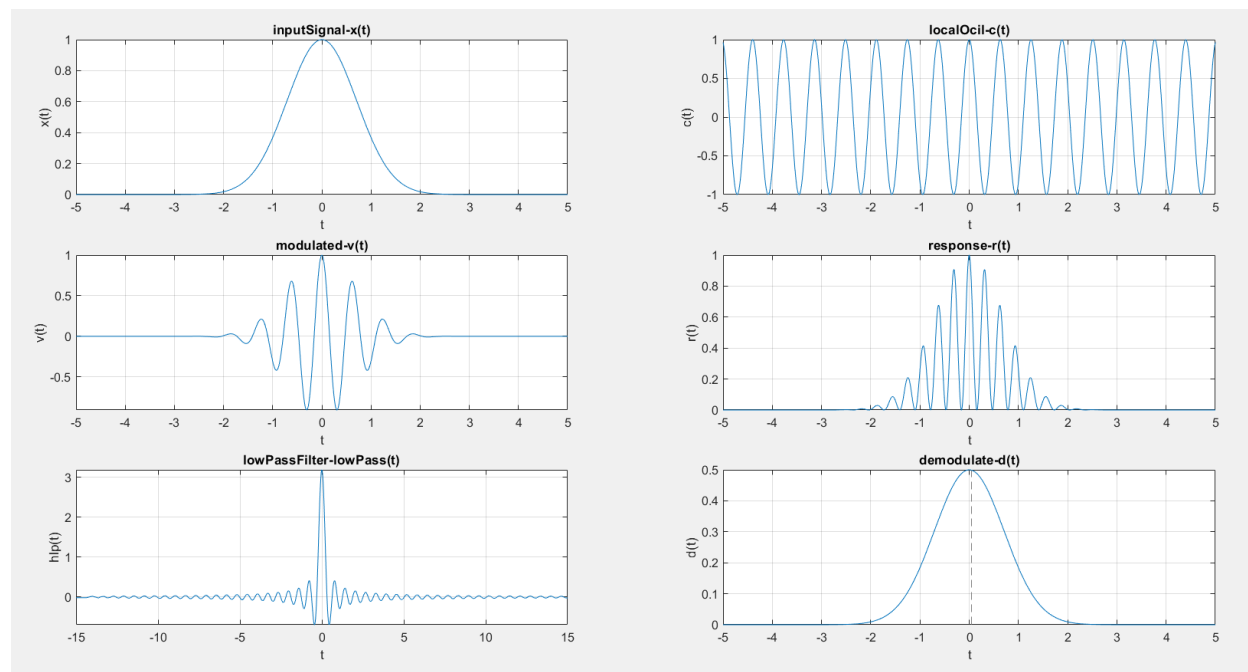 inputSignal-x(t)
1
0.8
0.6
0.4
0.2
0
x(t)
-5 -4 -3 -2 -1 0 1 2 3 4 5
t
localOcil-c(t)
1
0.5
0
-0.5
-1
c(t)
-5 -4 -3 -2 -1 0 1 2 3 4 5
t
modulated-v(t)
1
0.5
0
-0.5
v(t)
-5 -4 -3 -2 -1 0 1 2 3 4 5
t
response-r(t)
1
0.8
0.6
0.4
0.2
0
r(t)
-5 -4 -3 -2 -1 0 1 2 3 4 5
t
lowPassFilter-lowPass(t)
3
2
1
0
hlp(t)
-15 -10 -5 0 5 10 15
t
demodulate-d(t)
0.5
0.4
0.3
0.2
0.1
0
d(t)
-5 -4 -3 -2 -1 0 1 2 3 4 5
t